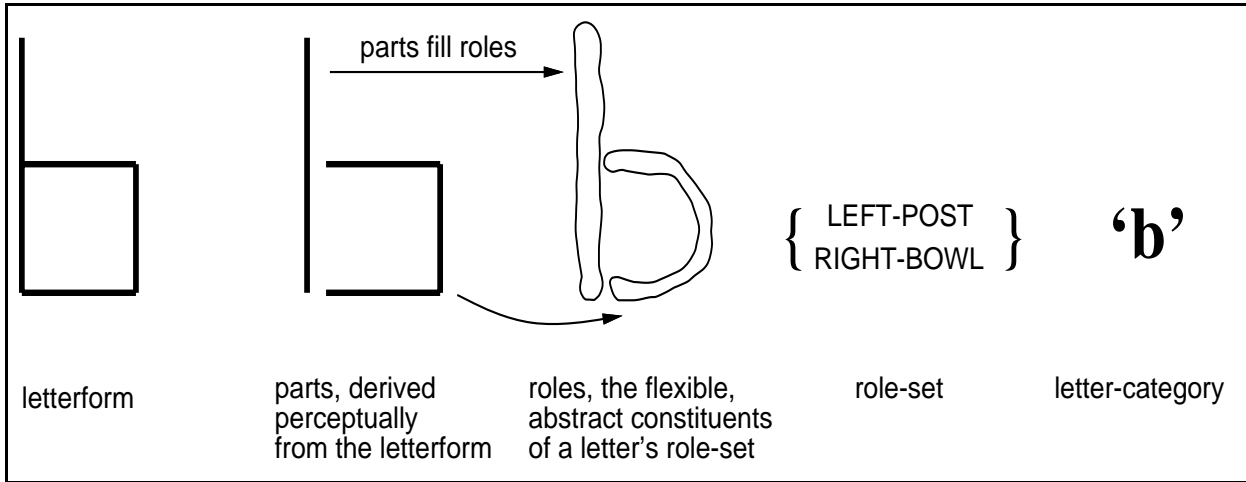 parts fill roles
{ LEFT-POST
RIGHT-BOWL }
‘b’
letterform
parts, derived
perceptually
from the letterform
roles, the flexible,
abstract constituents
of a letter’s role-set
role-set
letter-category